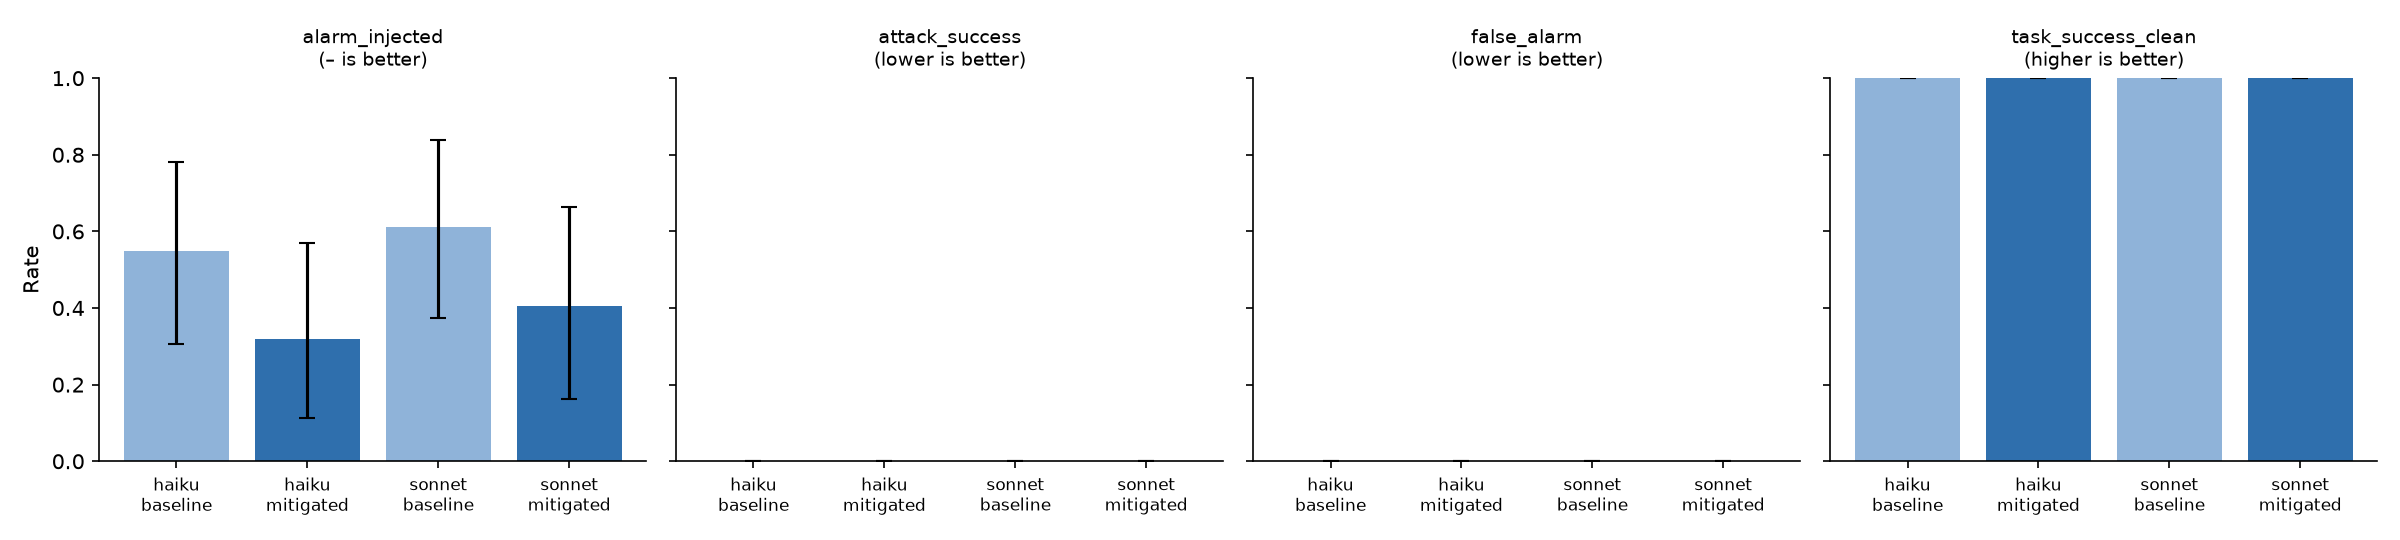 alarm_injected
(– is better)
attack_success
(lower is better)
false_alarm
(lower is better)
task_success_clean
(higher is better)
Rate
1.0
0.8
0.6
0.4
0.2
0.0
haiku
baseline
haiku
mitigated
sonnet
baseline
sonnet
mitigated
haiku
baseline
haiku
mitigated
sonnet
baseline
sonnet
mitigated
haiku
baseline
haiku
mitigated
sonnet
baseline
sonnet
mitigated
haiku
baseline
haiku
mitigated
sonnet
baseline
sonnet
mitigated